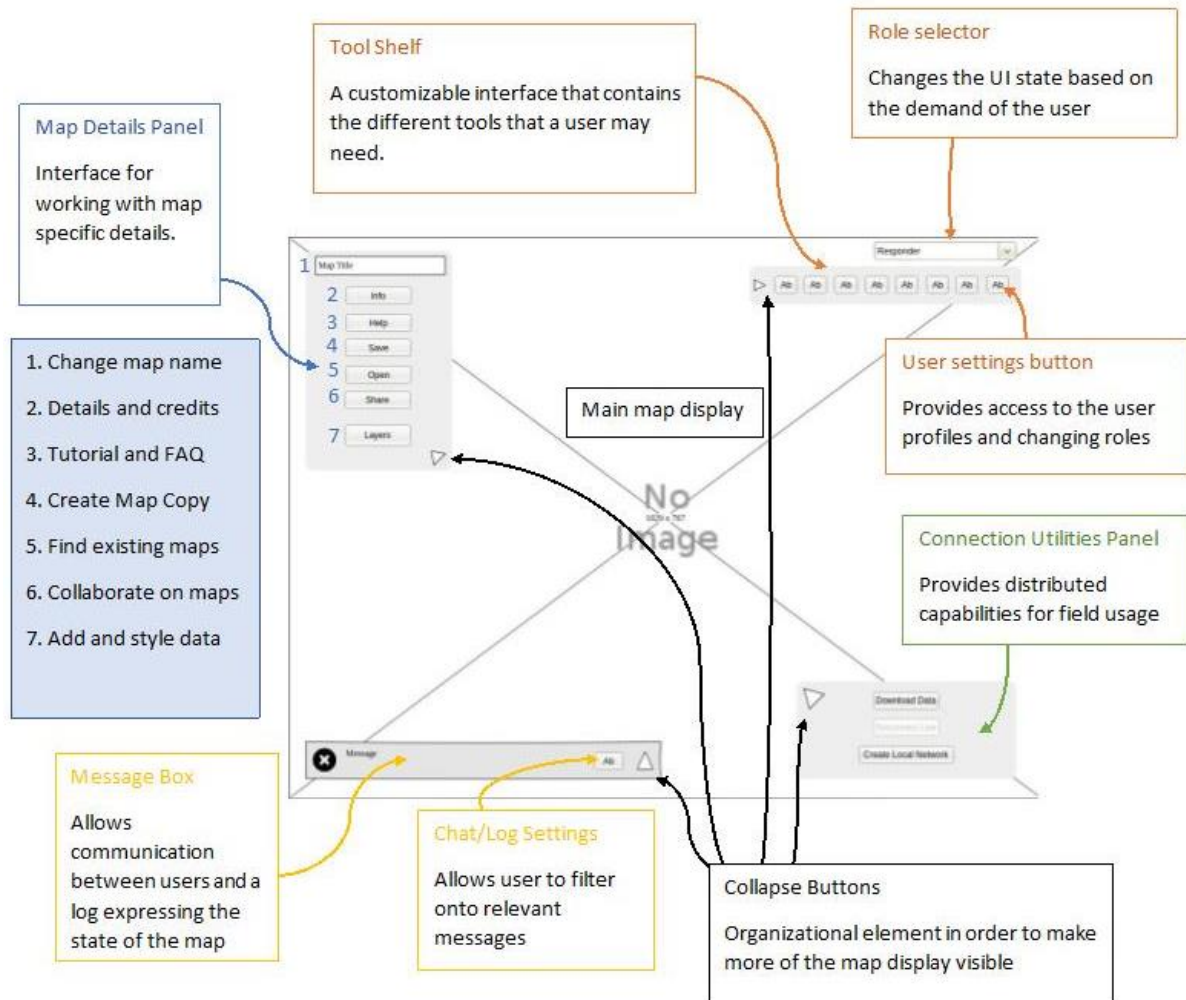 Tool Shelf
A customizable interface that contains
the different tools that a user may
need.
Role selector
Changes the UI state based on
the demand of the user
Map Details Panel
Interface for
working with map
specific details.
1. Change map name
2. Details and credits
3. Tutorial and FAQ
4. Create Map Copy
5. Find existing maps
6. Collaborate on maps
7. Add and style data
1 Map Title
2 Info
3 Help
4 Save
5 Open
6 Share
7 Layers
Responder
Ab Ab Ab Ab Ab Ab Ab Ab
Main map display
No
Image
User settings button
Provides access to the user
profiles and changing roles
Connection Utilities Panel
Provides distributed
capabilities for field usage
Download Data
Create Local Network
Message
Ab
Message Box
Allows
communication
between users and a
log expressing the
state of the map
Chat/Log Settings
Allows user to filter
onto relevant
messages
Collapse Buttons
Organizational element in order to make
more of the map display visible